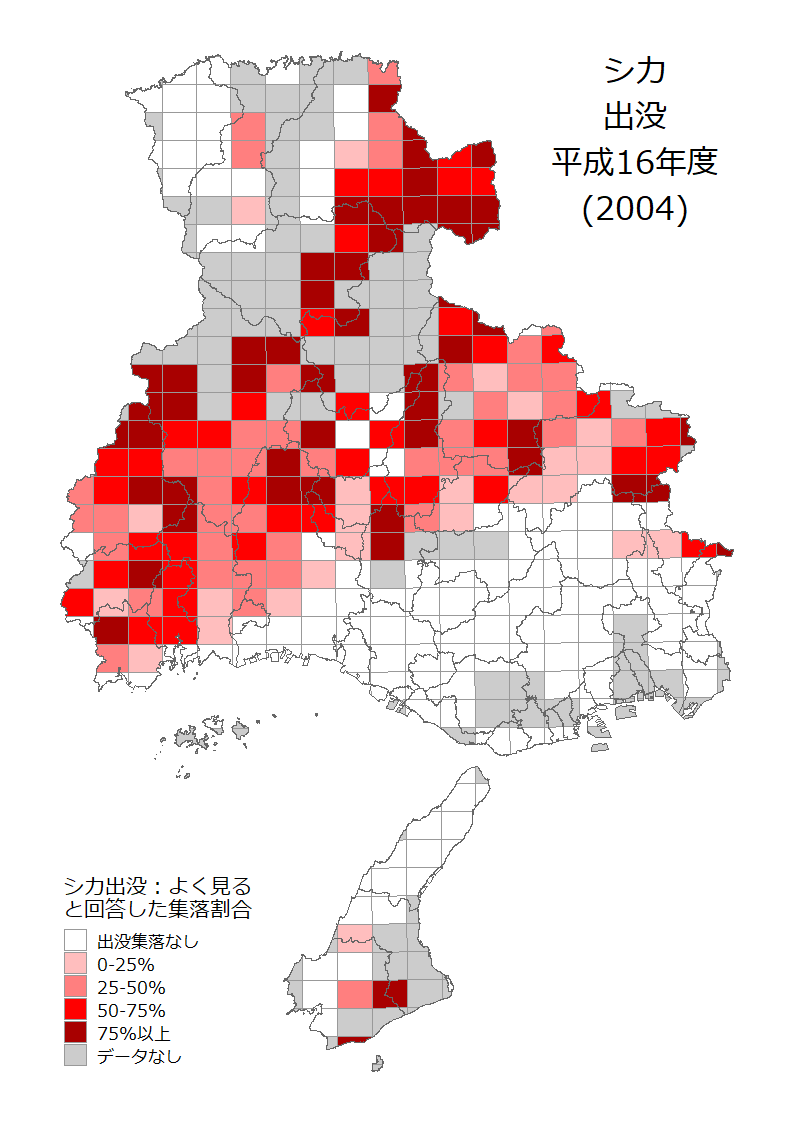 シカ
出没
平成16年度
(2004)
シカ出没：よく見る
と回答した集落割合
出没集落なし
0-25%
25-50%
50-75%
75%以上
データなし